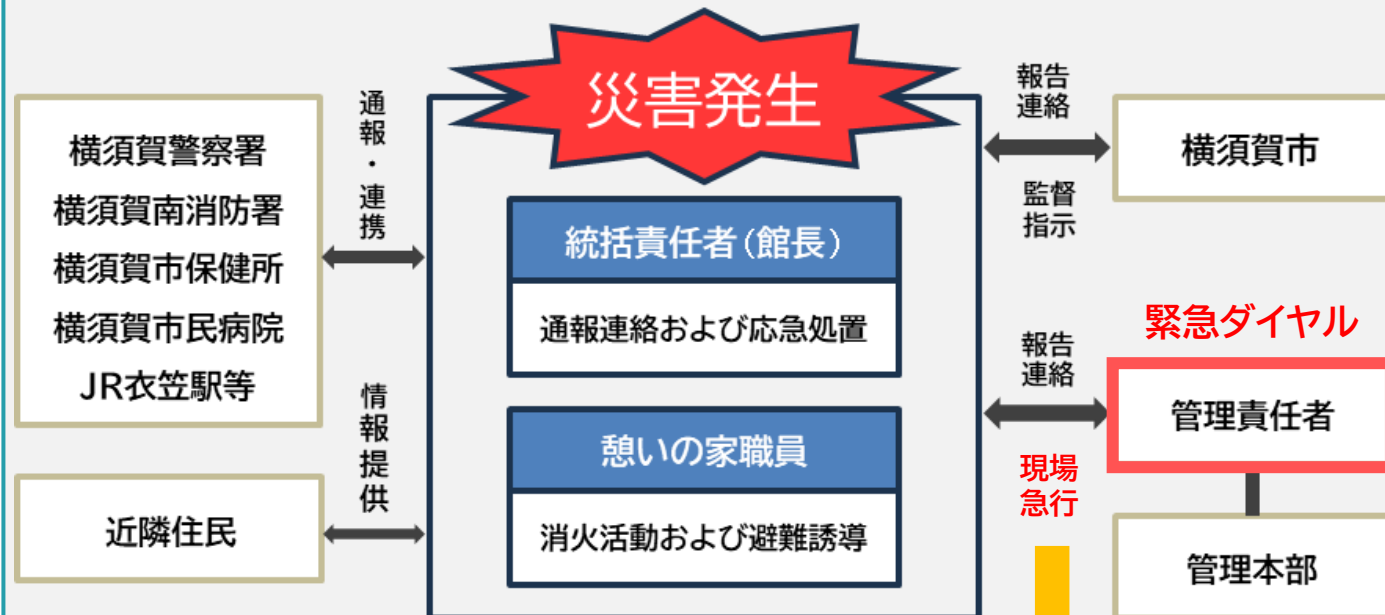 災害発生
横須賀警察署
横須賀南消防署
横須賀市保健所
横須賀市民病院
JR衣笠駅等
通報・連携
近隣住民
情報提供
統括責任者(館長)
通報連絡および応急処置
憩いの家職員
消火活動および避難誘導
報告
連絡
監督
指示
横須賀市
緊急ダイヤル
報告
連絡
管理責任者
現場
急行
管理本部